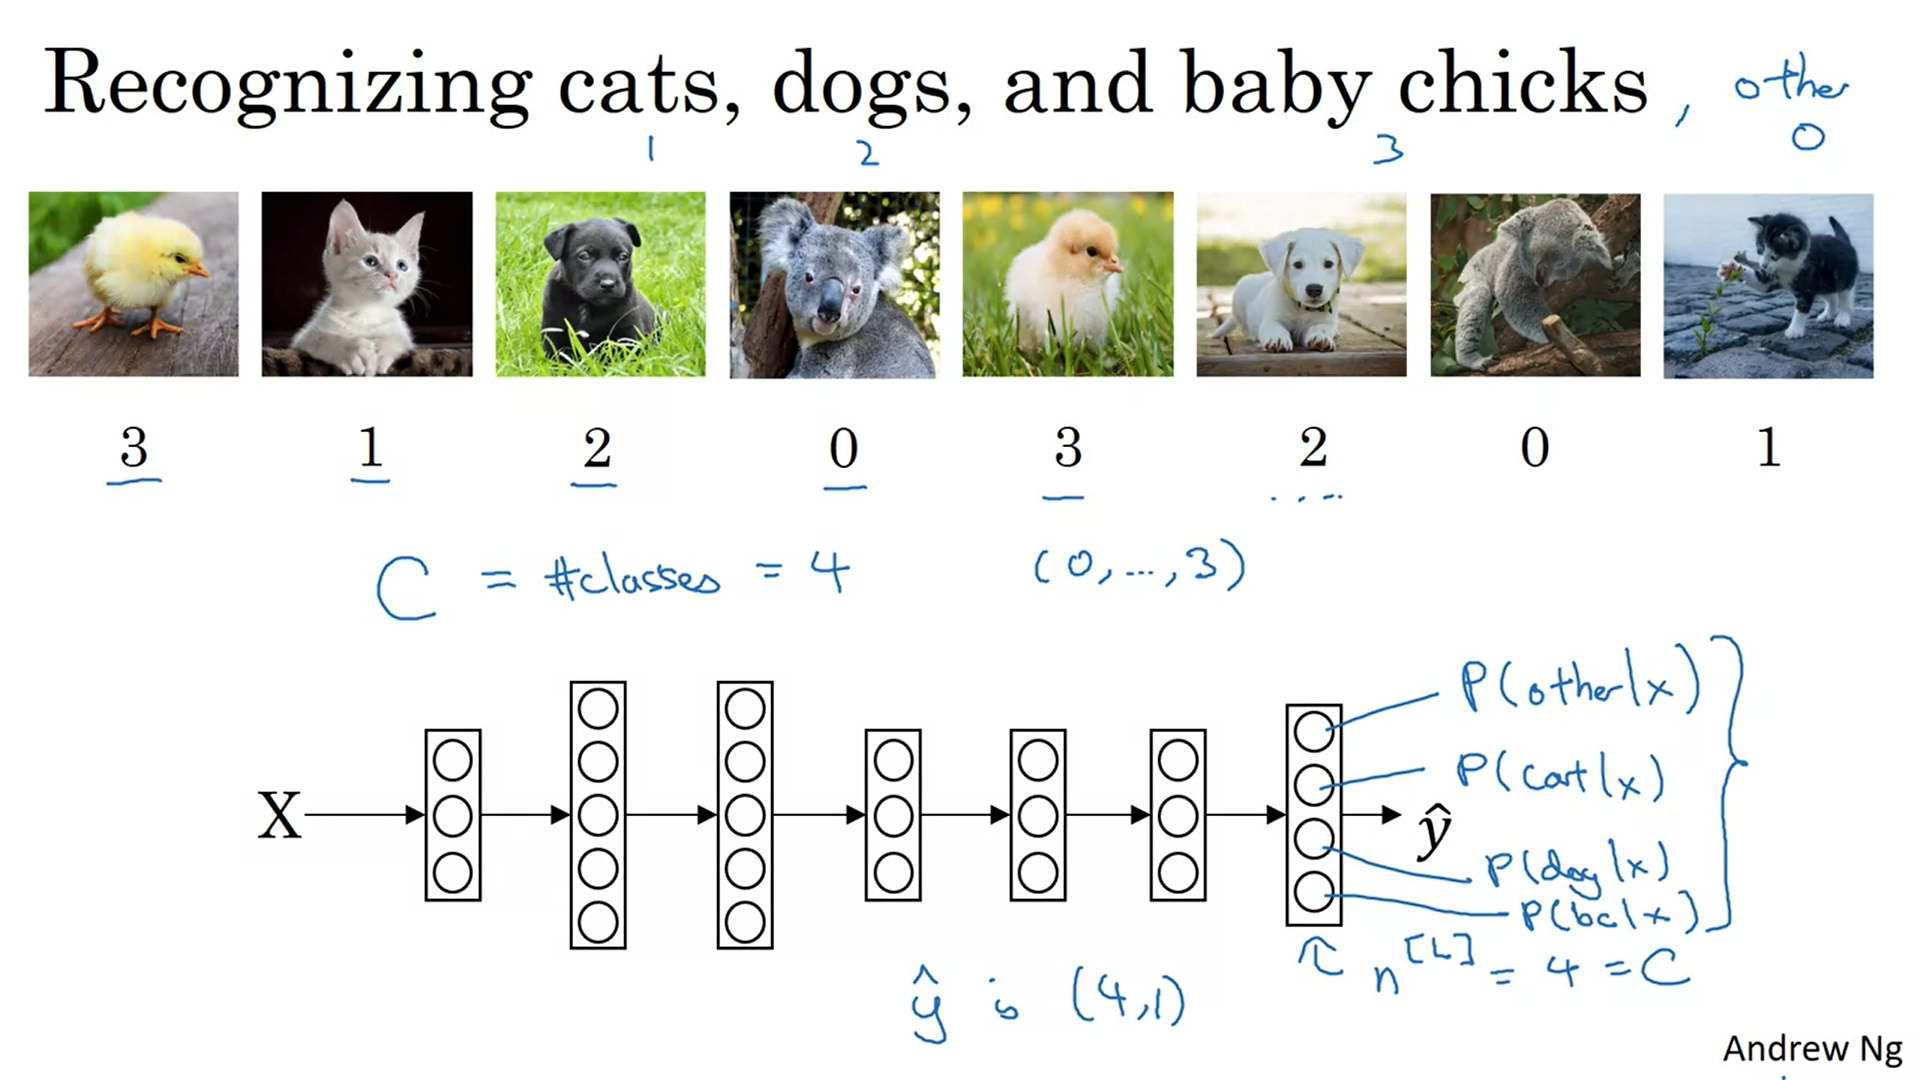 Recognizing cats, dogs, and baby chicks, other
1 2 3 0
3 1 2 0 3 2 0 1
C = #classes = 4 (0, ..., 3)
P(other|x)
P(cat|x)
X ŷ
P(dog|x)
P(bc|x)
n[L] = 4 = C
ŷ is (4,1)
Andrew Ng